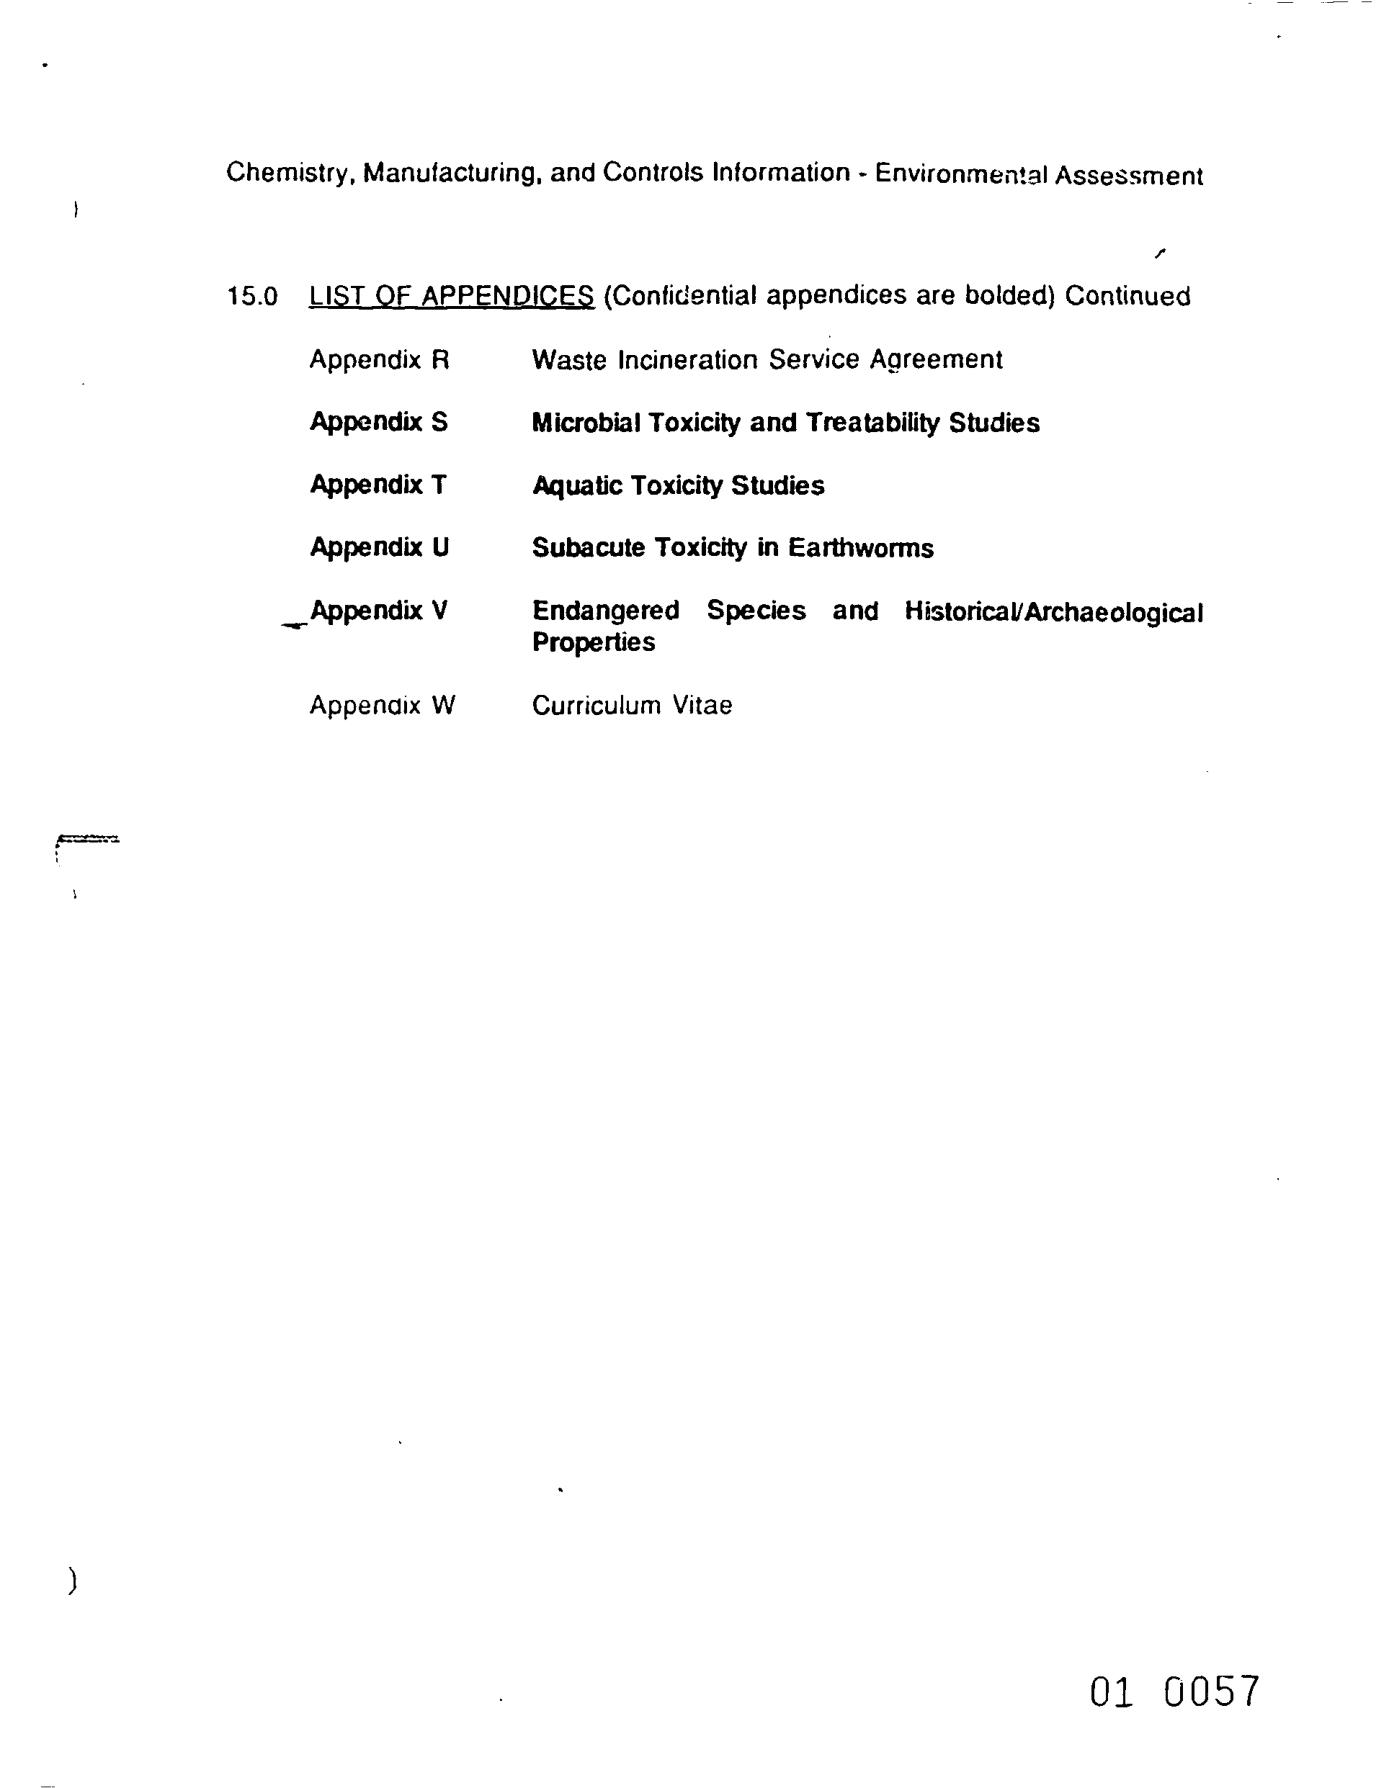 Chemistry, Manufacturing, and Controls Information - Environmental Assessment
15.0 LIST OF APPENDICES (Confidential appendices are bolded) Continued
Appendix R Waste Incineration Service Agreement
Appendix S Microbial Toxicity and Treatability Studies
Appendix T Aquatic Toxicity Studies
Appendix U Subacute Toxicity in Earthworms
Appendix V Endangered Species and Historical/Archaeological
Properties
Appendix W Curriculum Vitae
01 0057